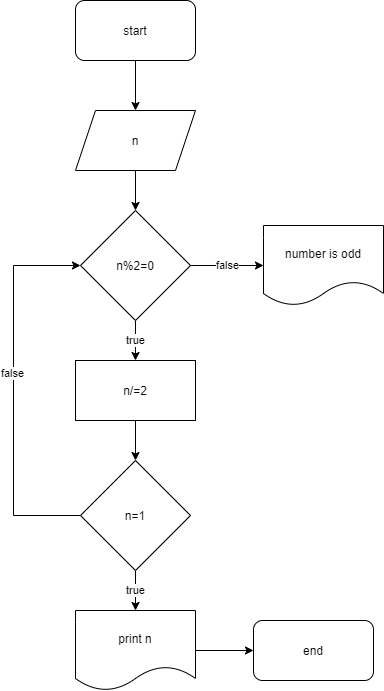 start
n
n%2=0
false
number is odd
true
n/=2
false
n=1
true
print n
end